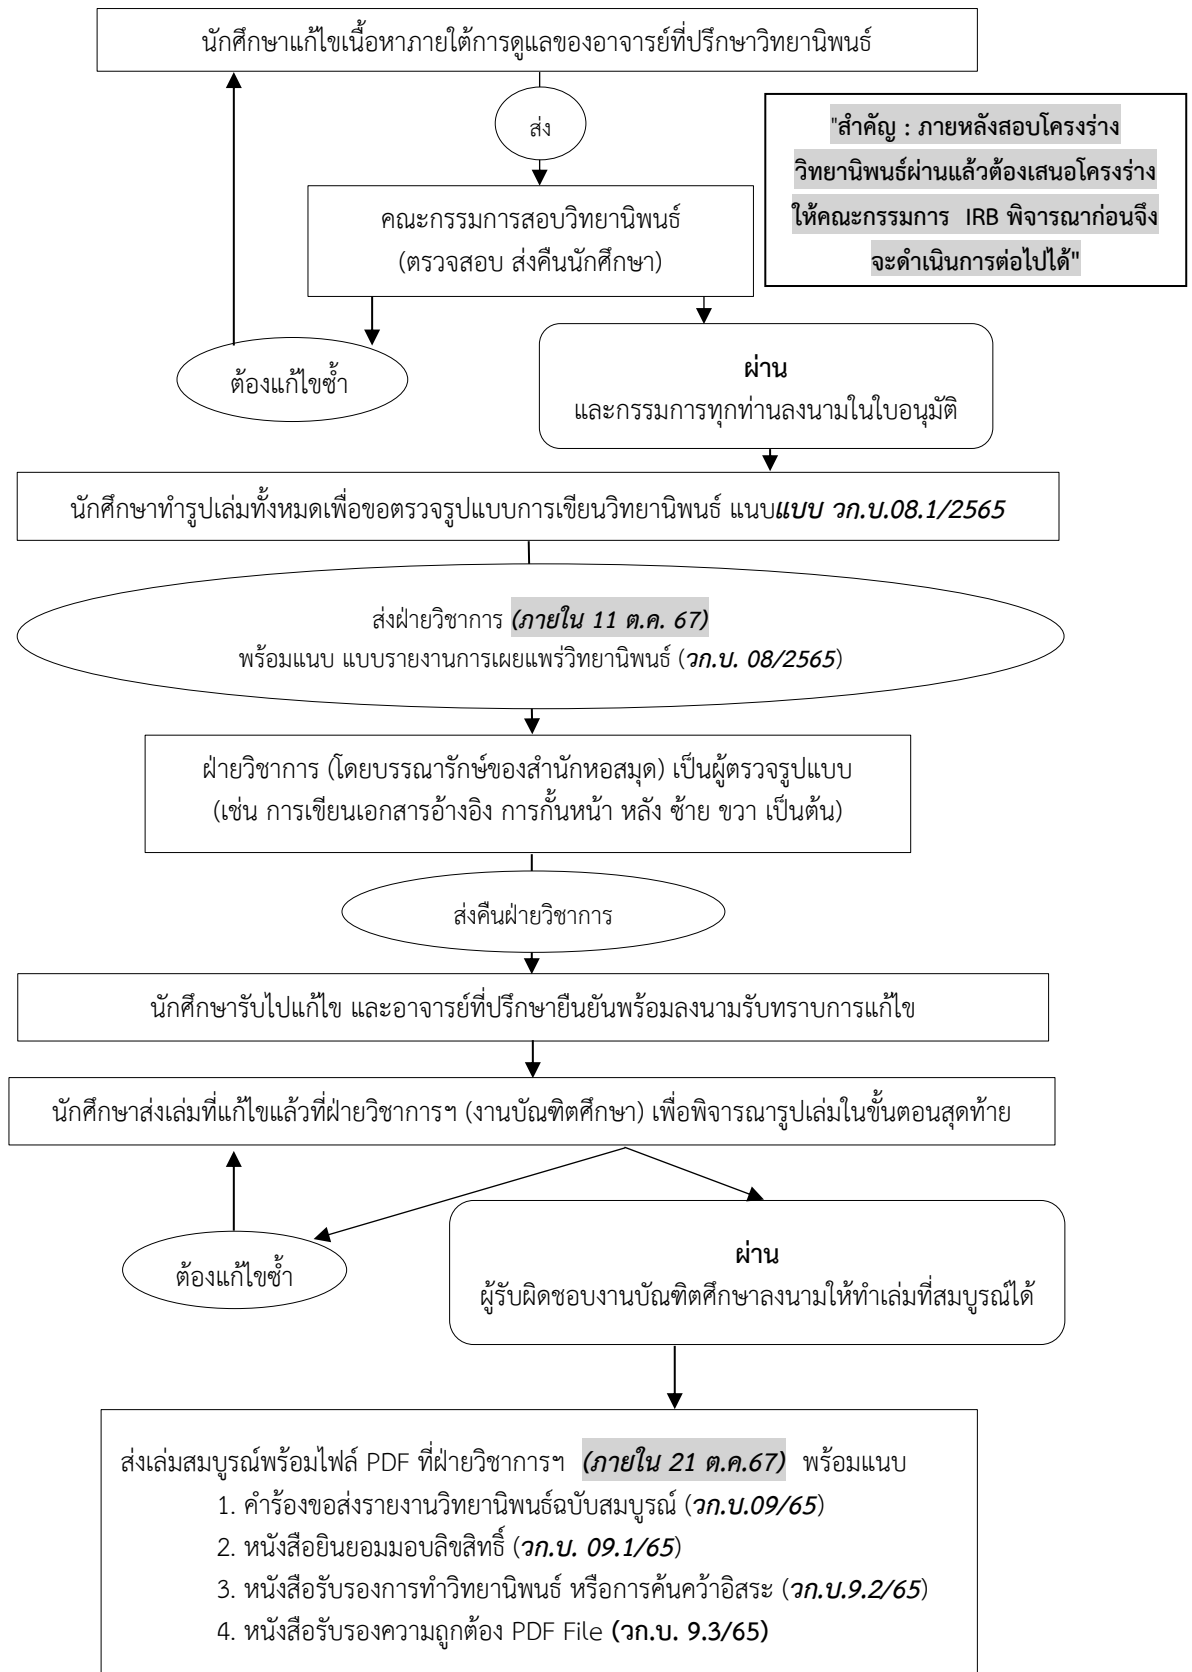 นักศึกษาแก้ไขเนื้อหาภายใต้การดูแลของอาจารย์ที่ปรึกษาวิทยานิพนธ์
ส่ง
"สำคัญ : ภายหลังสอบโครงร่าง
วิทยานิพนธ์ผ่านแล้วต้องเสนอโครงร่าง
ให้คณะกรรมการ IRB พิจารณาก่อนจึง
จะดำเนินการต่อไปได้"
คณะกรรมการสอบวิทยานิพนธ์
(ตรวจสอบ ส่งคืนนักศึกษา)
ต้องแก้ไขซ้ำ
ผ่าน
และกรรมการทุกท่านลงนามในใบอนุมัติ
นักศึกษาทำรูปเล่มทั้งหมดเพื่อขอตรวจรูปแบบการเขียนวิทยานิพนธ์ แนบแบบ วก.บ.08.1/2565
ส่งฝ่ายวิชาการ (ภายใน 11 ต.ค. 67)
พร้อมแนบ แบบรายงานการเผยแพร่วิทยานิพนธ์ (วก.บ. 08/2565)
ฝ่ายวิชาการ (โดยบรรณารักษ์ของสำนักหอสมุด) เป็นผู้ตรวจรูปแบบ
(เช่น การเขียนเอกสารอ้างอิง การกั้นหน้า หลัง ซ้าย ขวา เป็นต้น)
ส่งคืนฝ่ายวิชาการ
นักศึกษารับไปแก้ไข และอาจารย์ที่ปรึกษายืนยันพร้อมลงนามรับทราบการแก้ไข
นักศึกษาส่งเล่มที่แก้ไขแล้วที่ฝ่ายวิชาการฯ (งานบัณฑิตศึกษา) เพื่อพิจารณารูปเล่มในขั้นตอนสุดท้าย
ต้องแก้ไขซ้ำ
ผ่าน
ผู้รับผิดชอบงานบัณฑิตศึกษาลงนามให้ทำเล่มที่สมบูรณ์ได้
ส่งเล่มสมบูรณ์พร้อมไฟล์ PDF ที่ฝ่ายวิชาการฯ (ภายใน 21 ต.ค.67) พร้อมแนบ
1. คำร้องขอส่งรายงานวิทยานิพนธ์ฉบับสมบูรณ์ (วก.บ.09/65)
2. หนังสือยินยอมมอบลิขสิทธิ์ (วก.บ. 09.1/65)
3. หนังสือรับรองการทำวิทยานิพนธ์ หรือการค้นคว้าอิสระ (วก.บ.9.2/65)
4. หนังสือรับรองความถูกต้อง PDF File (วก.บ. 9.3/65)